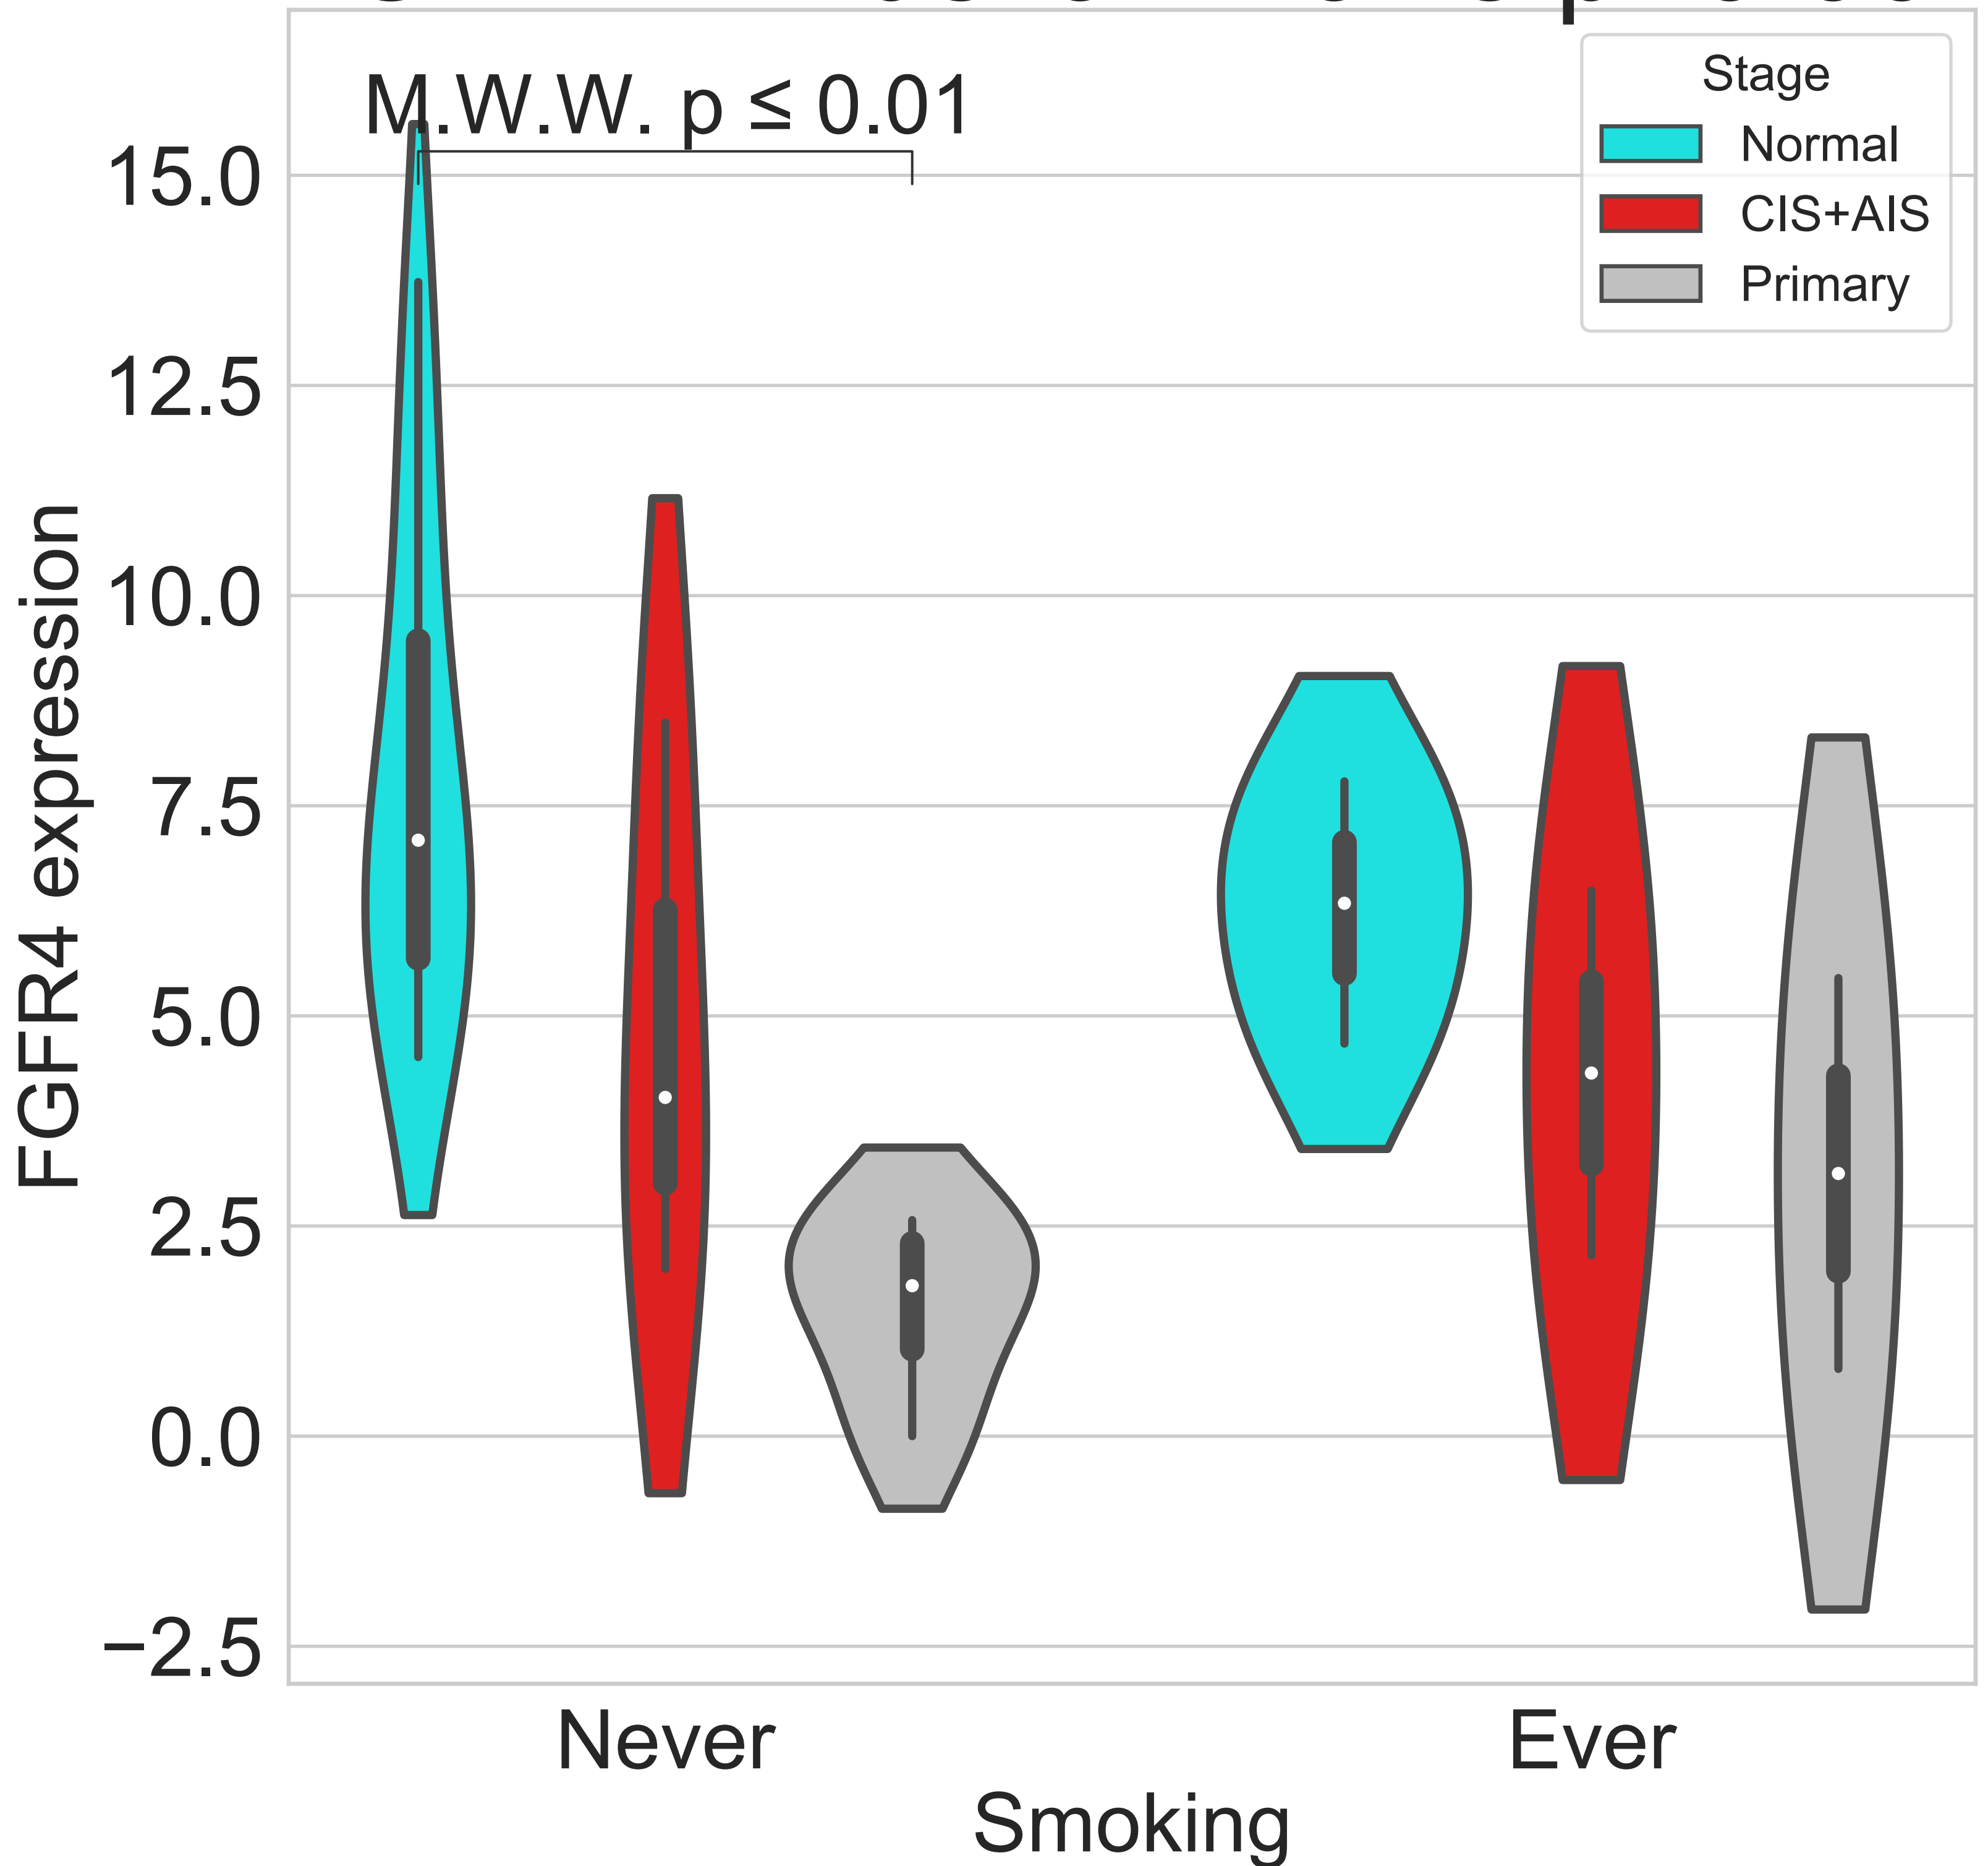 M.W.W. p ≤ 0.01
Stage
Normal
CIS+AIS
Primary
15.0
12.5
10.0
7.5
5.0
2.5
0.0
−2.5
FGFR4 expression
Never
Ever
Smoking